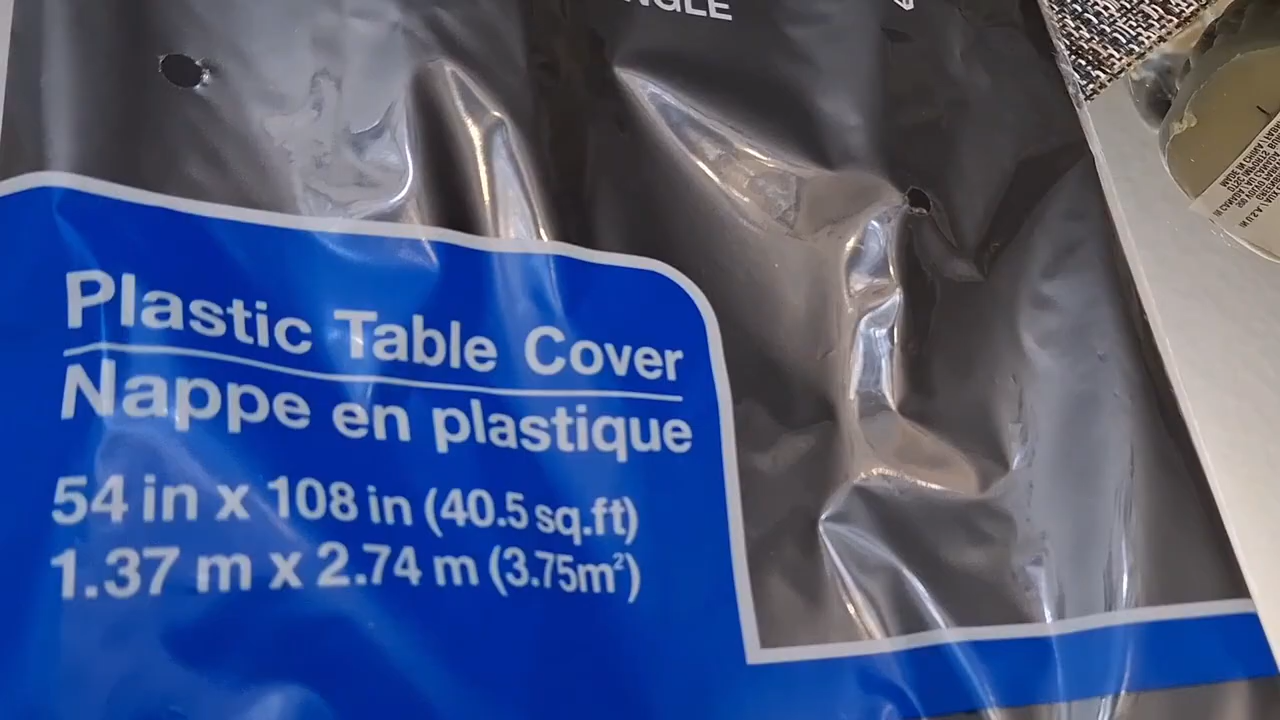 Plastic Table Cover
Nappe en plastique
54 in x 108 in (40.5 sq.ft)
1.37 m x 2.74 m (3.75m²)